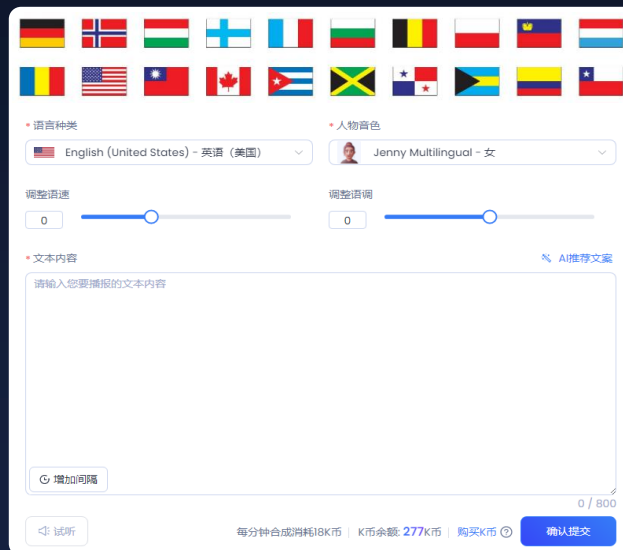 * 语言种类
* 人物音色
English (United States) - 英语（美国）
Jenny Multilingual - 女
调整语速
调整语调
0
0
* 文本内容
AI推荐文案
请输入您要播报的文本内容
增加间隔
0 / 800
试听
每分钟合成消耗18K币 | K币余额: 277K币 | 购买K币 ?
确认提交